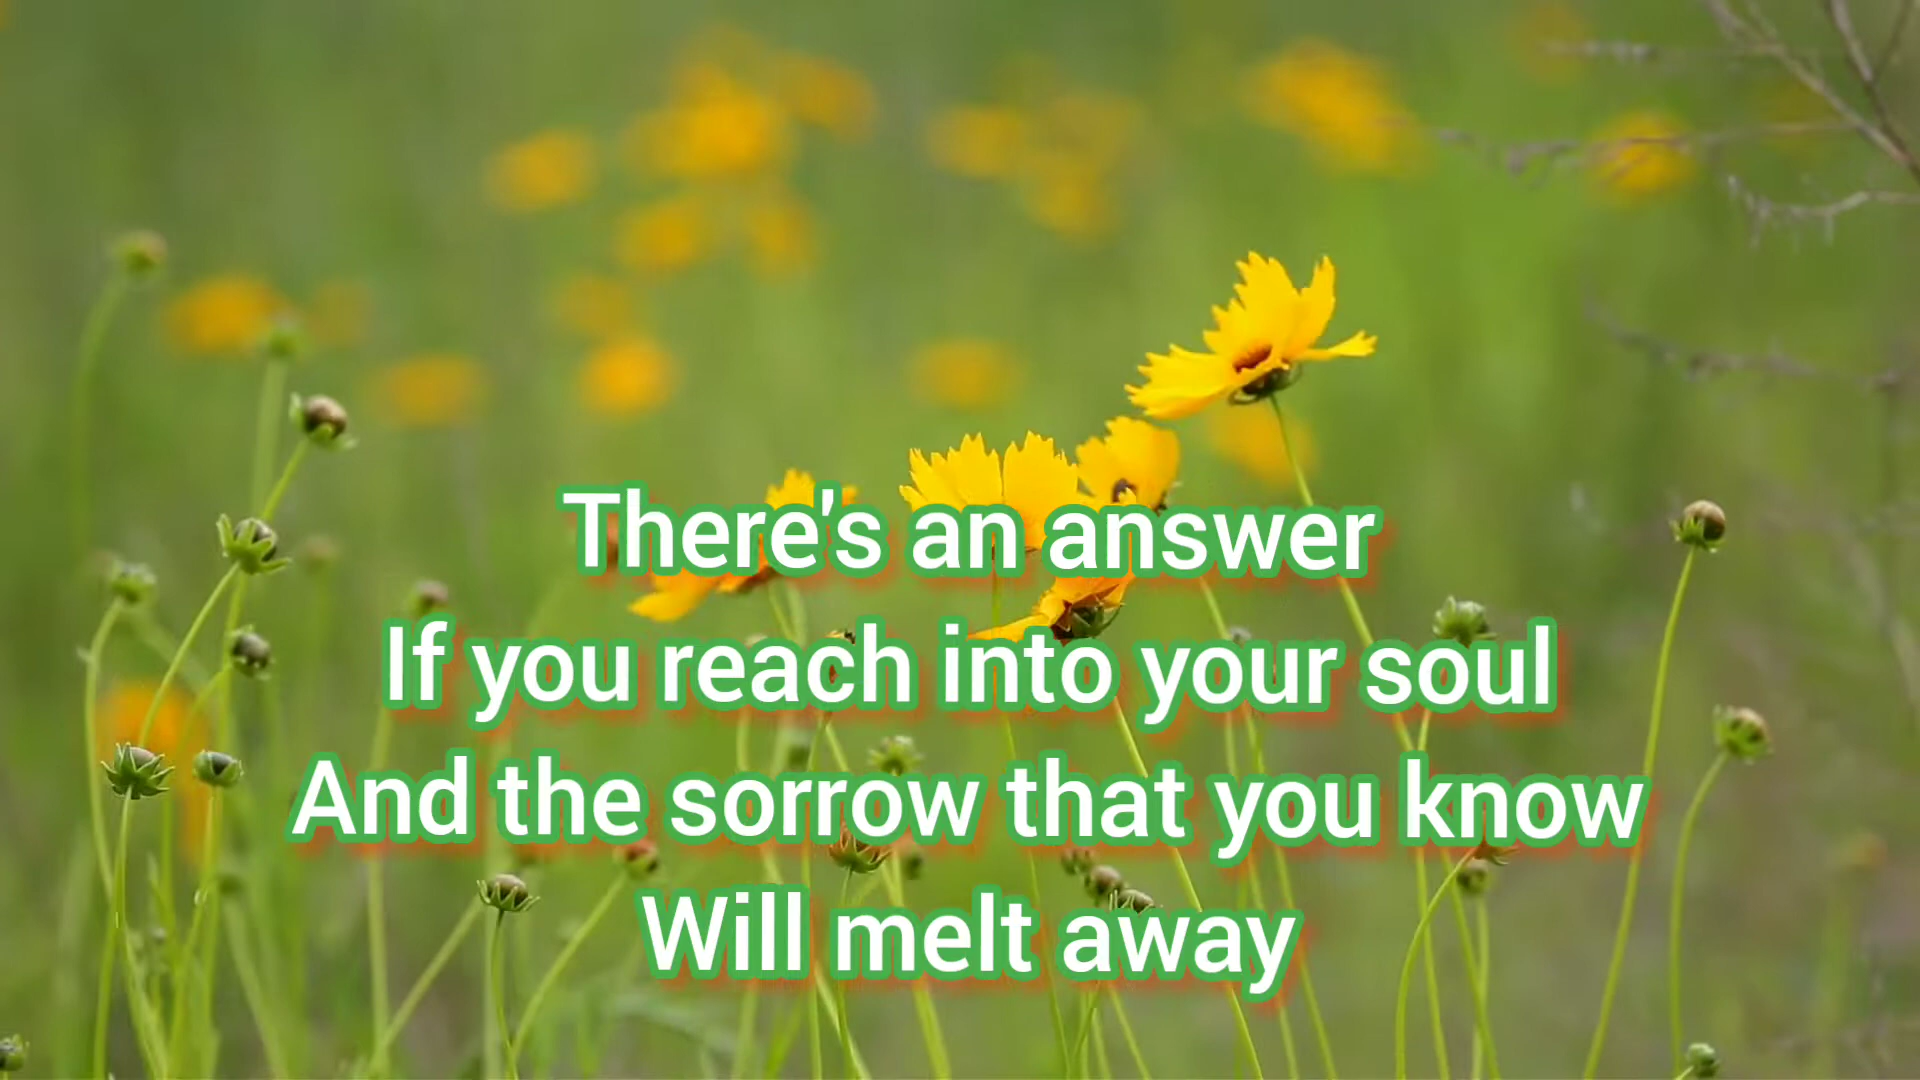 There's an answer
If you reach into your soul
And the sorrow that you know
Will melt away